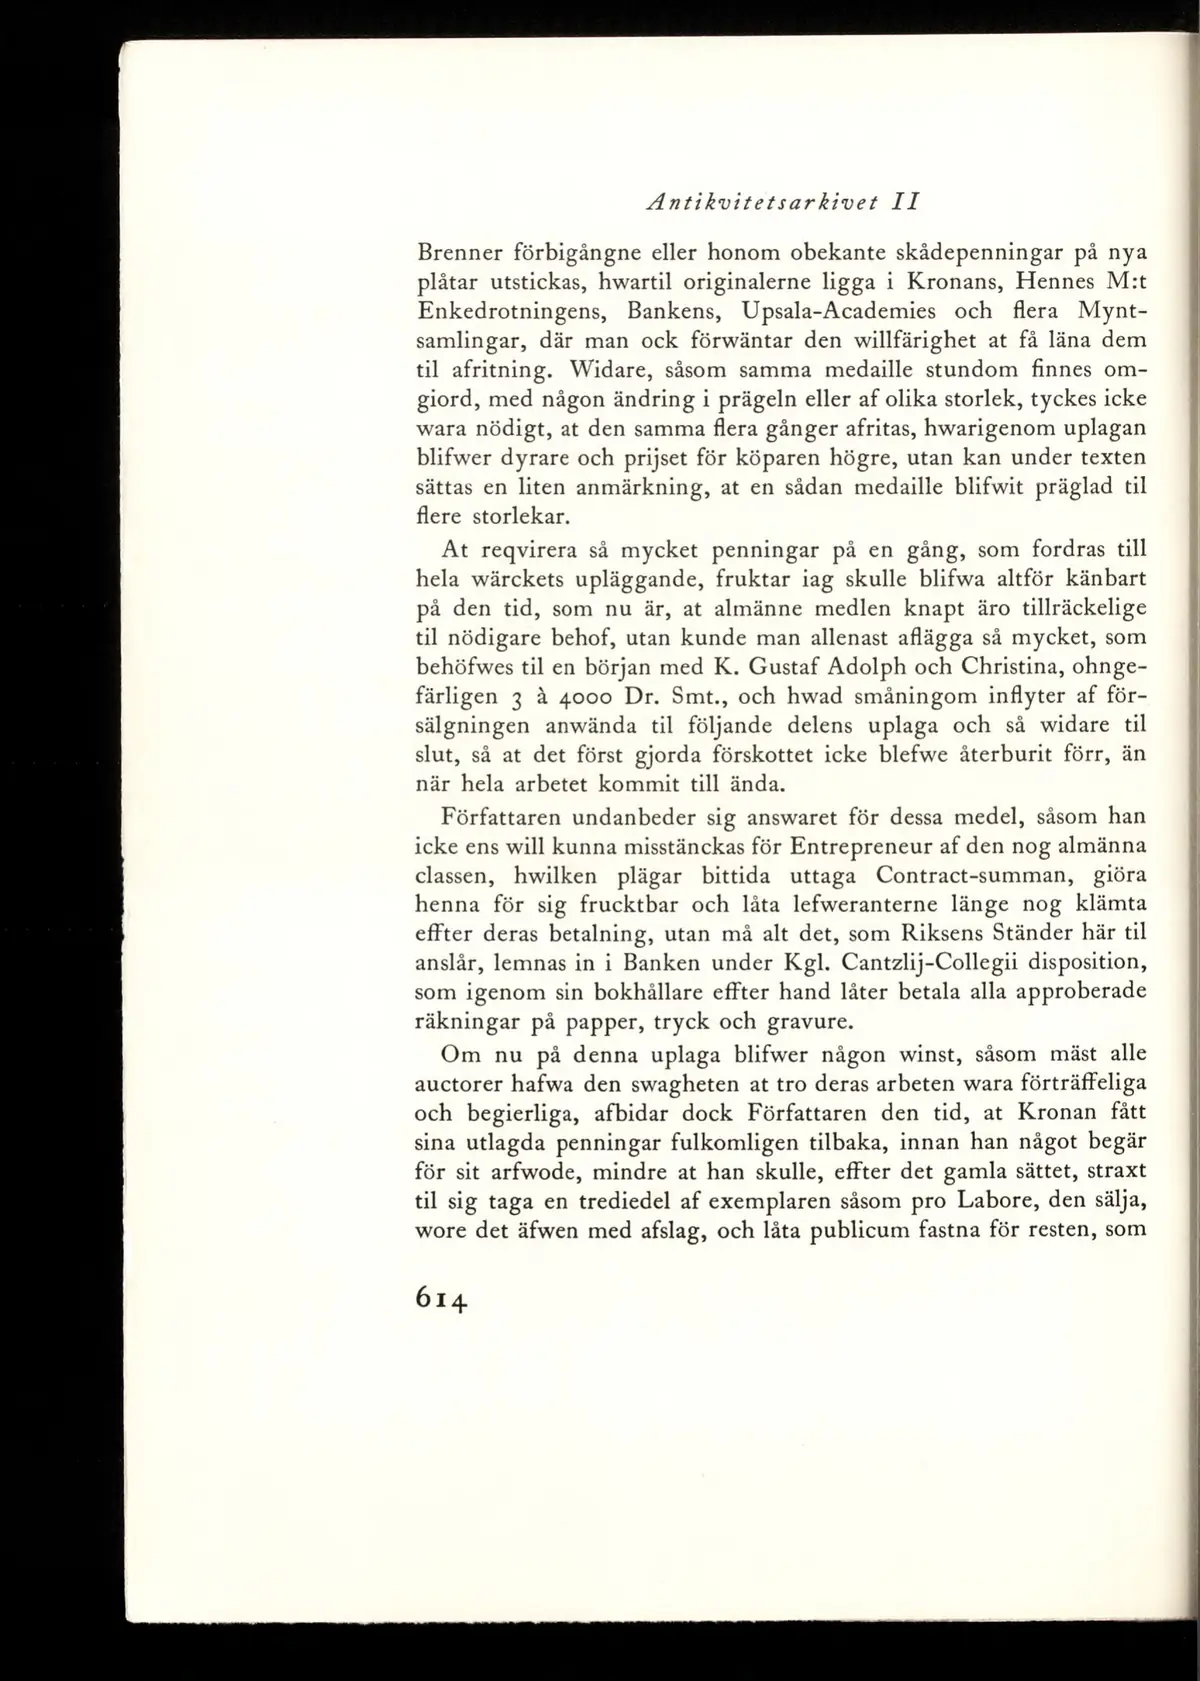 Antikvitetsarkivet II
Brenner förbigångne eller honom obekante skådepenningar på nya
plåtar utstickas, hwartil originalerne ligga i Kronans, Hennes M:t
Enkedrotningens, Bankens, Upsala-Academies och flera Mynt-
samlingar, där man ock förwäntar den willfärighet at få läna dem
til afritning. Widare, såsom samma medaille stundom finnes om-
giord, med någon ändring i prägeln eller af olika storlek, tyckes icke
wara nödigt, at den samma flera gånger afritas, hwarigenom uplagan
blifwer dyrare och prijset för köparen högre, utan kan under texten
sättas en liten anmärkning, at en sådan medaille blifwit präglad til
flere storlekar.
At reqvirera så mycket penningar på en gång, som fordras till
hela wärckets upläggande, fruktar iag skulle blifwa altför känbart
på den tid, som nu är, at almänne medlen knapt äro tillräckelige
til nödigare behof, utan kunde man allenast aflägga så mycket, som
behöfwes til en början med K. Gustaf Adolph och Christina, ohnge-
färligen 3 à 4000 Dr. Smt., och hwad småningom inflyter af för-
sälgningen anwända til följande delens uplaga och så widare til
slut, så at det först gjorda förskottet icke blefwe återburit förr, än
när hela arbetet kommit till ända.
Författaren undanbeder sig answaret för dessa medel, såsom han
icke ens will kunna misstänckas för Entrepreneur af den nog almänna
classen, hwilken plägar bittida uttaga Contract-summan, giöra
henna för sig frucktbar och låta lefweranterne länge nog klämta
effter deras betalning, utan må alt det, som Riksens Ständer här til
anslår, lemnas in i Banken under Kgl. Cantzlij-Collegii disposition,
som igenom sin bokhållare effter hand låter betala alla approberade
räkningar på papper, tryck och gravure.
Om nu på denna uplaga blifwer någon winst, såsom mäst alle
auctorer hafwa den swagheten at tro deras arbeten wara förträffeliga
och begierliga, afbidar dock Författaren den tid, at Kronan fått
sina utlagda penningar fulkomligen tilbaka, innan han något begär
för sit arfwode, mindre at han skulle, effter det gamla sättet, straxt
til sig taga en trediedel af exemplaren såsom pro Labore, den sälja,
wore det äfwen med afslag, och låta publicum fastna för resten, som
614